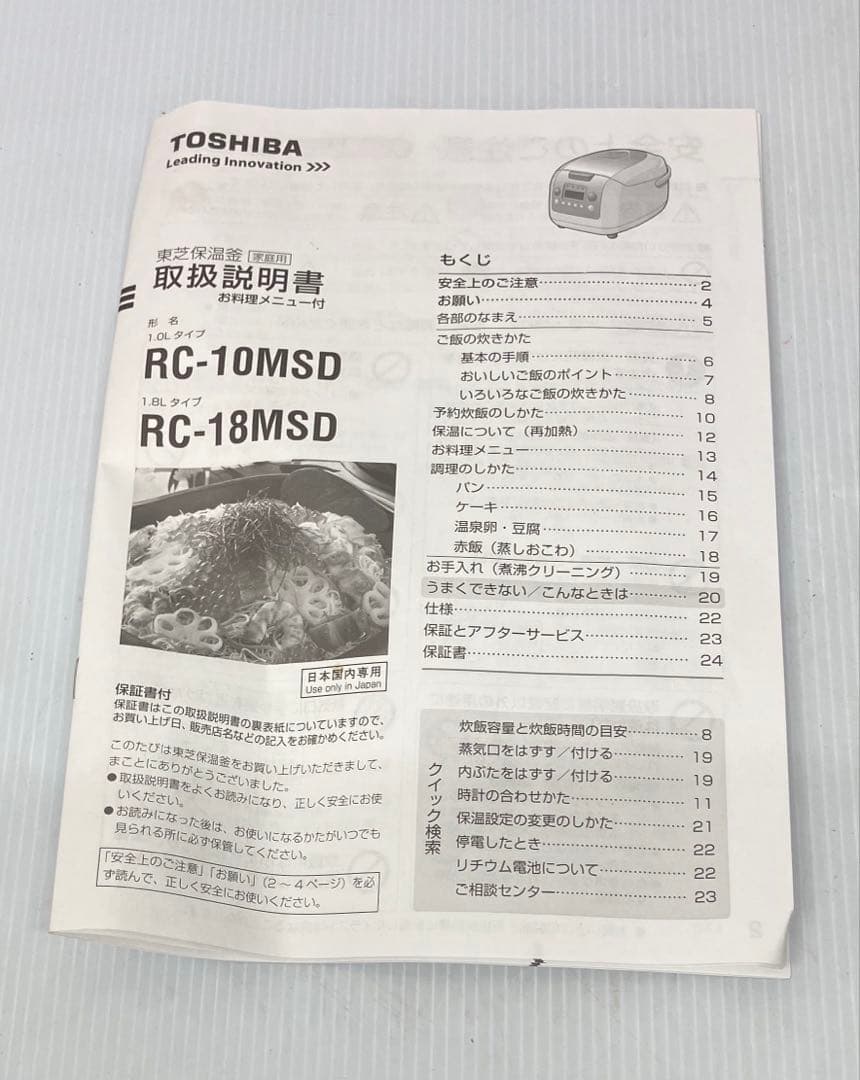 TOSHIBA
Leading Innovation >>>
東芝保温釜 家庭用
取扱説明書
お料理メニュー付
形 名
1.0L タイプ
RC-10MSD
1.8L タイプ
RC-18MSD
日本国内専用
Use only in Japan
保証書付
保証書はこの取扱説明書の裏表紙についていますので、
お買い上げ日、販売店名などの記入をお確かめください。
このたびは東芝保温釜をお買い上げいただきまして、
まことにありがとうございました。
●取扱説明書をよくお読みになり、正しく安全にお使
いください。
●お読みになった後は、お使いになるかたがいつでも
見られる所に必ず保管してください。
「安全上のご注意」「お願い」(2～4ページ)を必
ず読んで、正しく安全にお使いください。
もくじ
安全上のご注意…………………………2
お願い…………………………………4
各部のなまえ……………………………5
ご飯の炊きかた
基本の手順……………………………6
おいしいご飯のポイント………………7
いろいろなご飯の炊きかた……………8
予約炊飯のしかた………………………10
保温について（再加熱）………………12
お料理メニュー…………………………13
調理のしかた……………………………14
パン……………………………………15
ケーキ…………………………………16
温泉卵・豆腐…………………………17
赤飯（蒸しおこわ）……………………18
お手入れ（煮沸クリーニング）…………19
うまくできない／こんなときは…………20
仕様……………………………………22
保証とアフターサービス………………23
保証書…………………………………24
クイック検索
炊飯容量と炊飯時間の目安……………8
蒸気口をはずす／付ける………………19
内ぶたをはずす／付ける………………19
時計の合わせかた………………………11
保温設定の変更のしかた………………21
停電したとき……………………………22
リチウム電池について…………………22
ご相談センター…………………………23